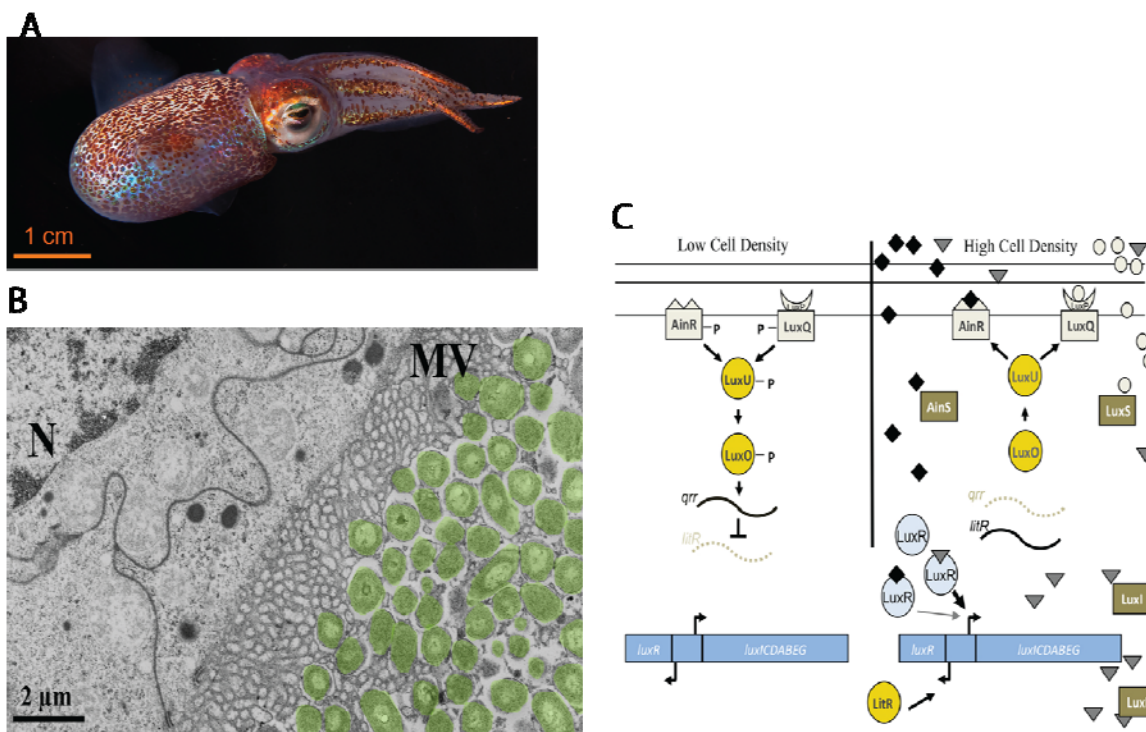 A
1 cm
B
N
MV
2 µm
C
Low Cell Density
High Cell Density
AinR
P
P
LuxQ
LuxU
P
LuxO
P
qrr
litR
luxR
luxICDABEG
AinR
LuxP
LuxQ
LuxU
AinS
LuxS
LuxO
qrr
litR
LuxR
LuxR
LuxR
LuxI
luxR
luxICDABEG
LitR